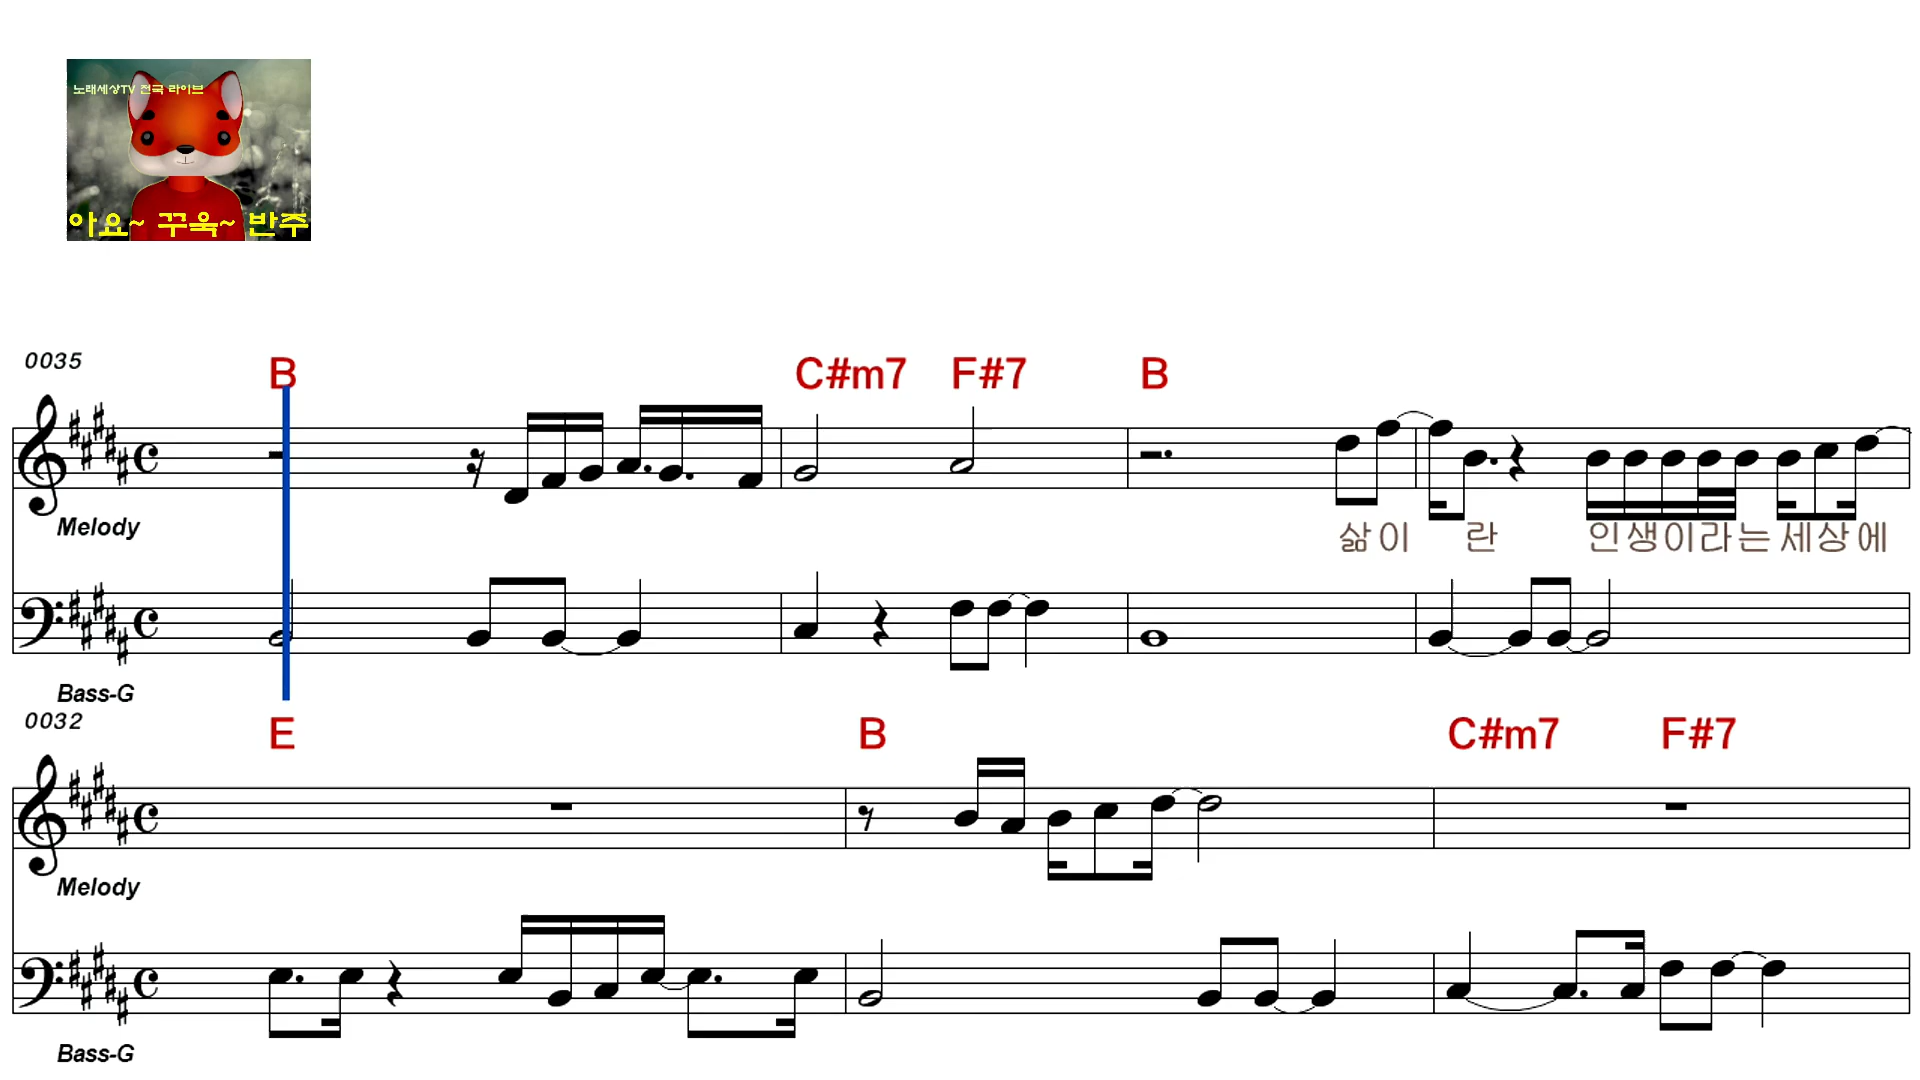 노래세상TV 전국 라이브
아요~ 꾸욱~ 반주
0035
B C#m7 F#7 B
Melody
삶이 란 인생이라는세상에
Bass-G
0032
E B C#m7 F#7
Melody
Bass-G